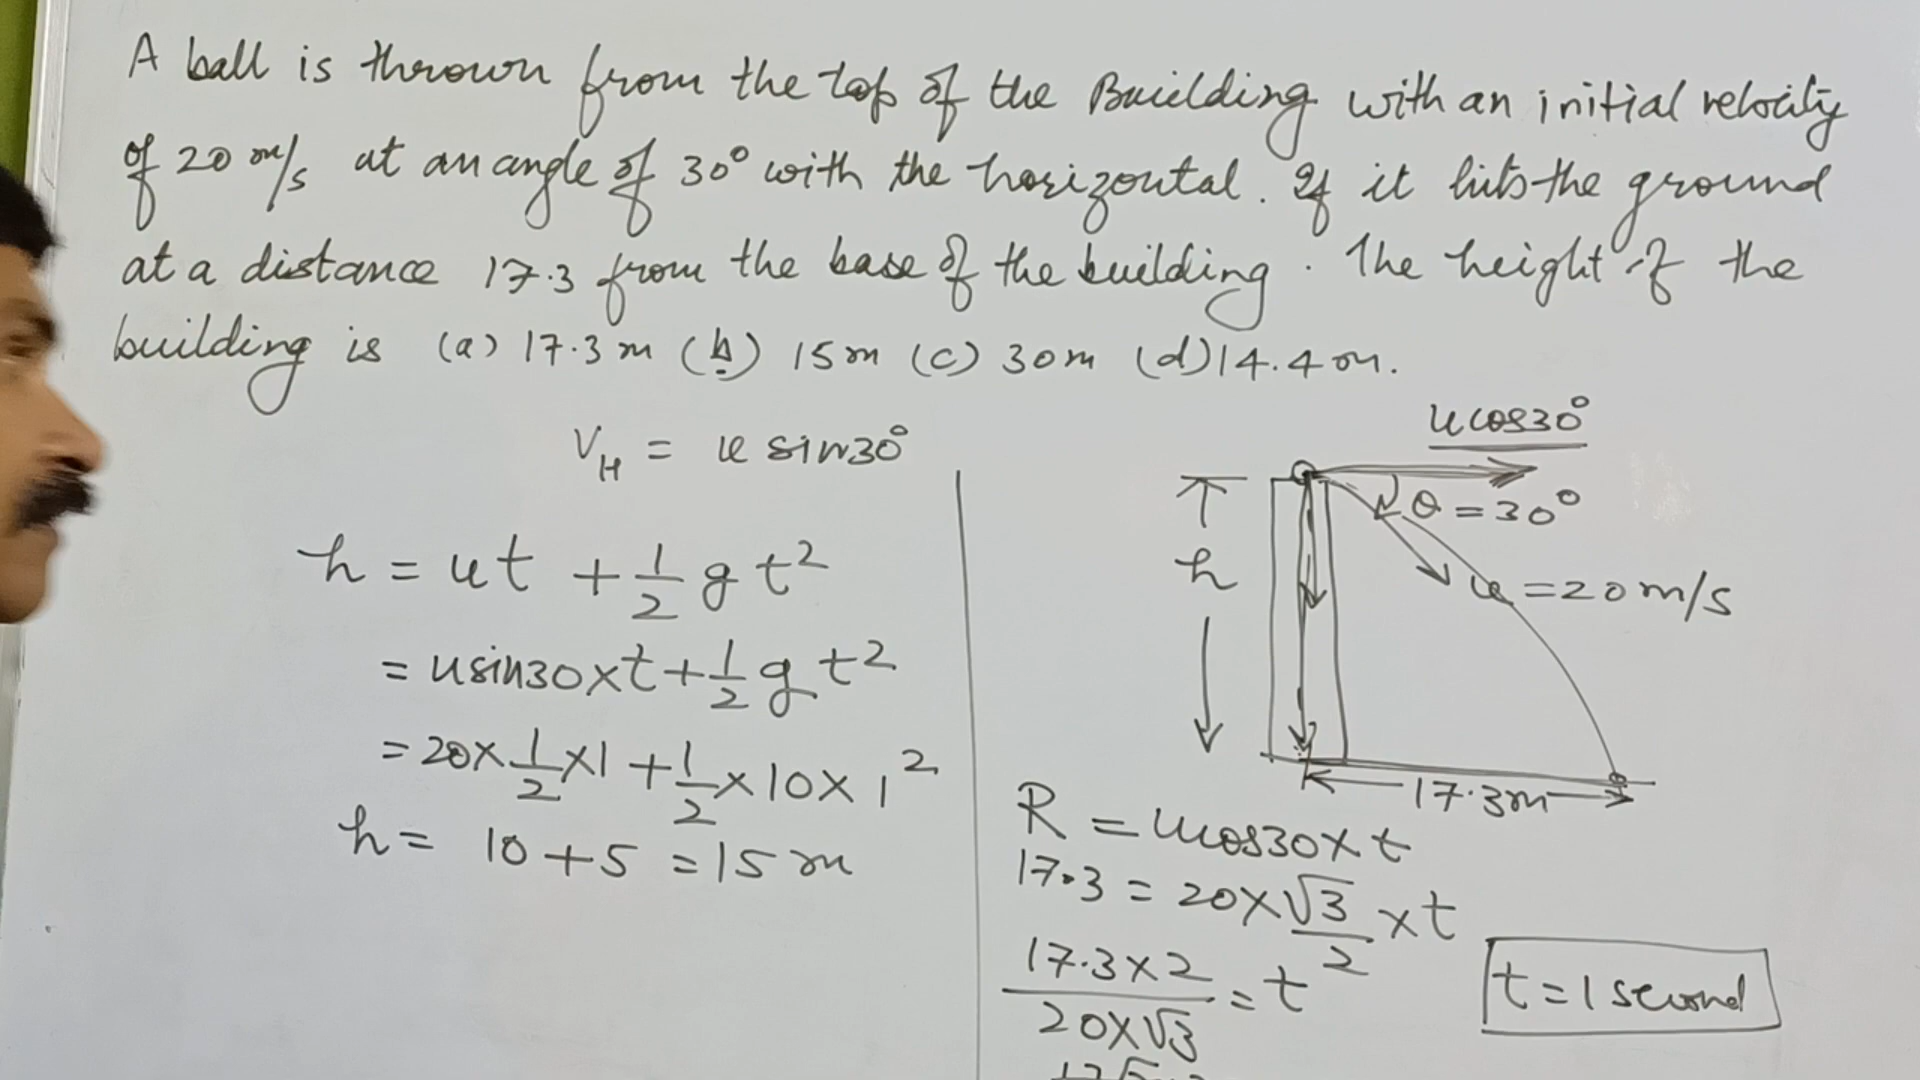 A ball is thrown from the top of the Building with an initial velocity
of 20 m/s at an angle of 30° with the horizontal. If it hits the ground
at a distance 17.3 from the base of the building. The height of the
building is (a) 17.3 m (b) 15 m (c) 30 m (d) 14.4 m.
V_H = u sin30°
h = ut + 1/2 g t²
= u sin30 × t + 1/2 g t²
= 20 × 1/2 × 1 + 1/2 × 10 × 1²
h = 10 + 5 = 15 m
u cos30°
θ = 30°
h
u = 20 m/s
17.3m
R = u cos30 × t
17.3 = 20 × √3/2 × t
17.3 × 2 / 20 × √3 = t
t = 1 second